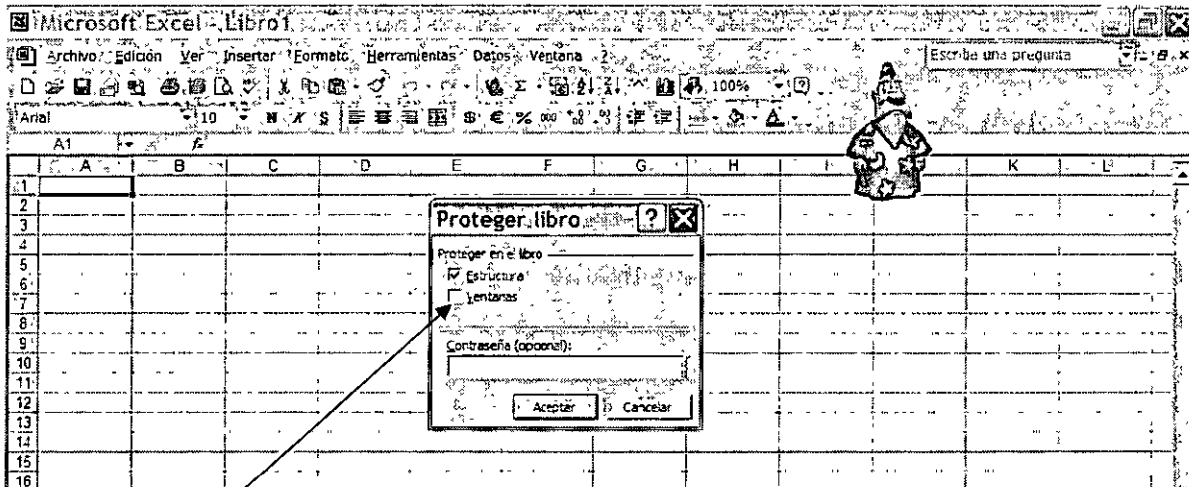 Microsoft Excel - Libro1
Archivo Edición Ver Insertar Formato Herramientas Datos Ventana ?
Escriba una pregunta
100%
Arial 10 N K S € % 000
A1 fx
A B C D E F G H I K L
1
2
3
4
5
6
7
8
9
10
11
12
13
14
15
16
Proteger libro
Proteger en el libro
Estructura
Ventanas
Contraseña (opcional):
Aceptar Cancelar